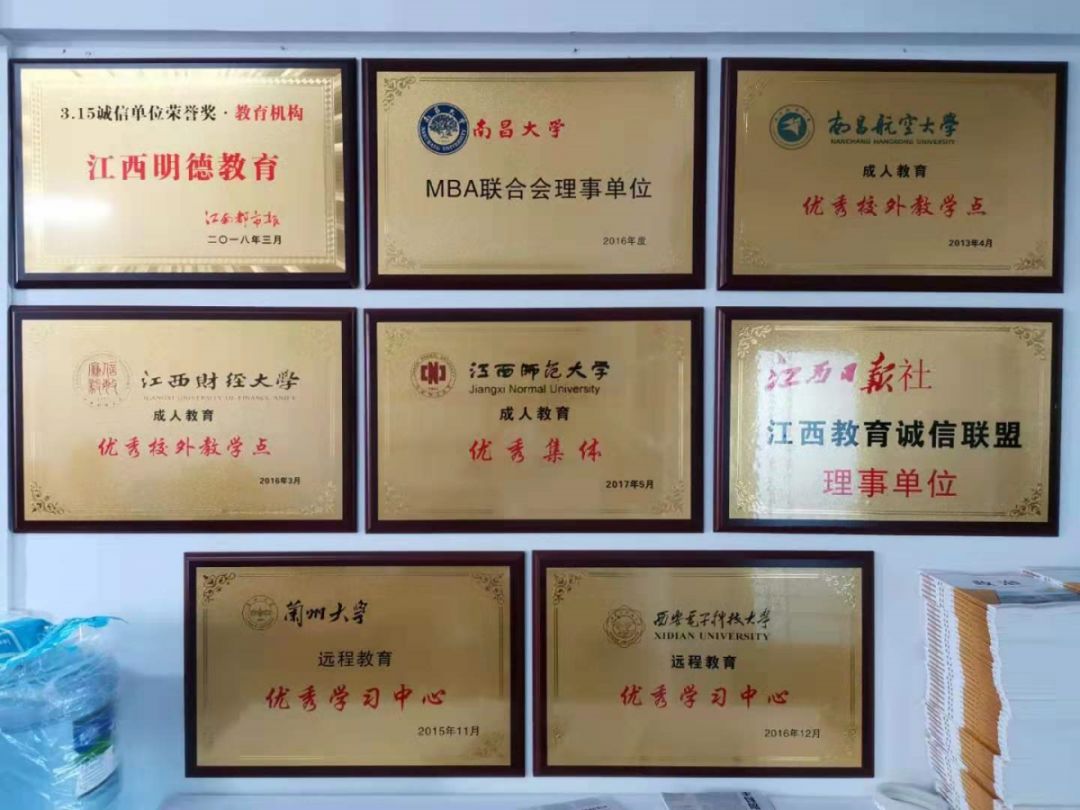 3.15诚信单位荣誉奖·教育机构
江西明德教育
江西都市报
二〇一八年三月
南昌大学
MBA联合会理事单位
2016年度
南昌航空大学
NANCHANG HANGKONG UNIVERSITY
成人教育
优秀校外教学点
2013年4月
江西财经大学
JIANGXI UNIVERSITY OF FINANCE AND E
成人教育
优秀校外教学点
2016年3月
江西师范大学
Jiangxi Normal University
成人教育
优秀集体
2017年5月
江西日报社
江西教育诚信联盟
理事单位
兰州大学
远程教育
优秀学习中心
2015年11月
西安电子科技大学
XIDIAN UNIVERSITY
远程教育
优秀学习中心
2016年12月
政治